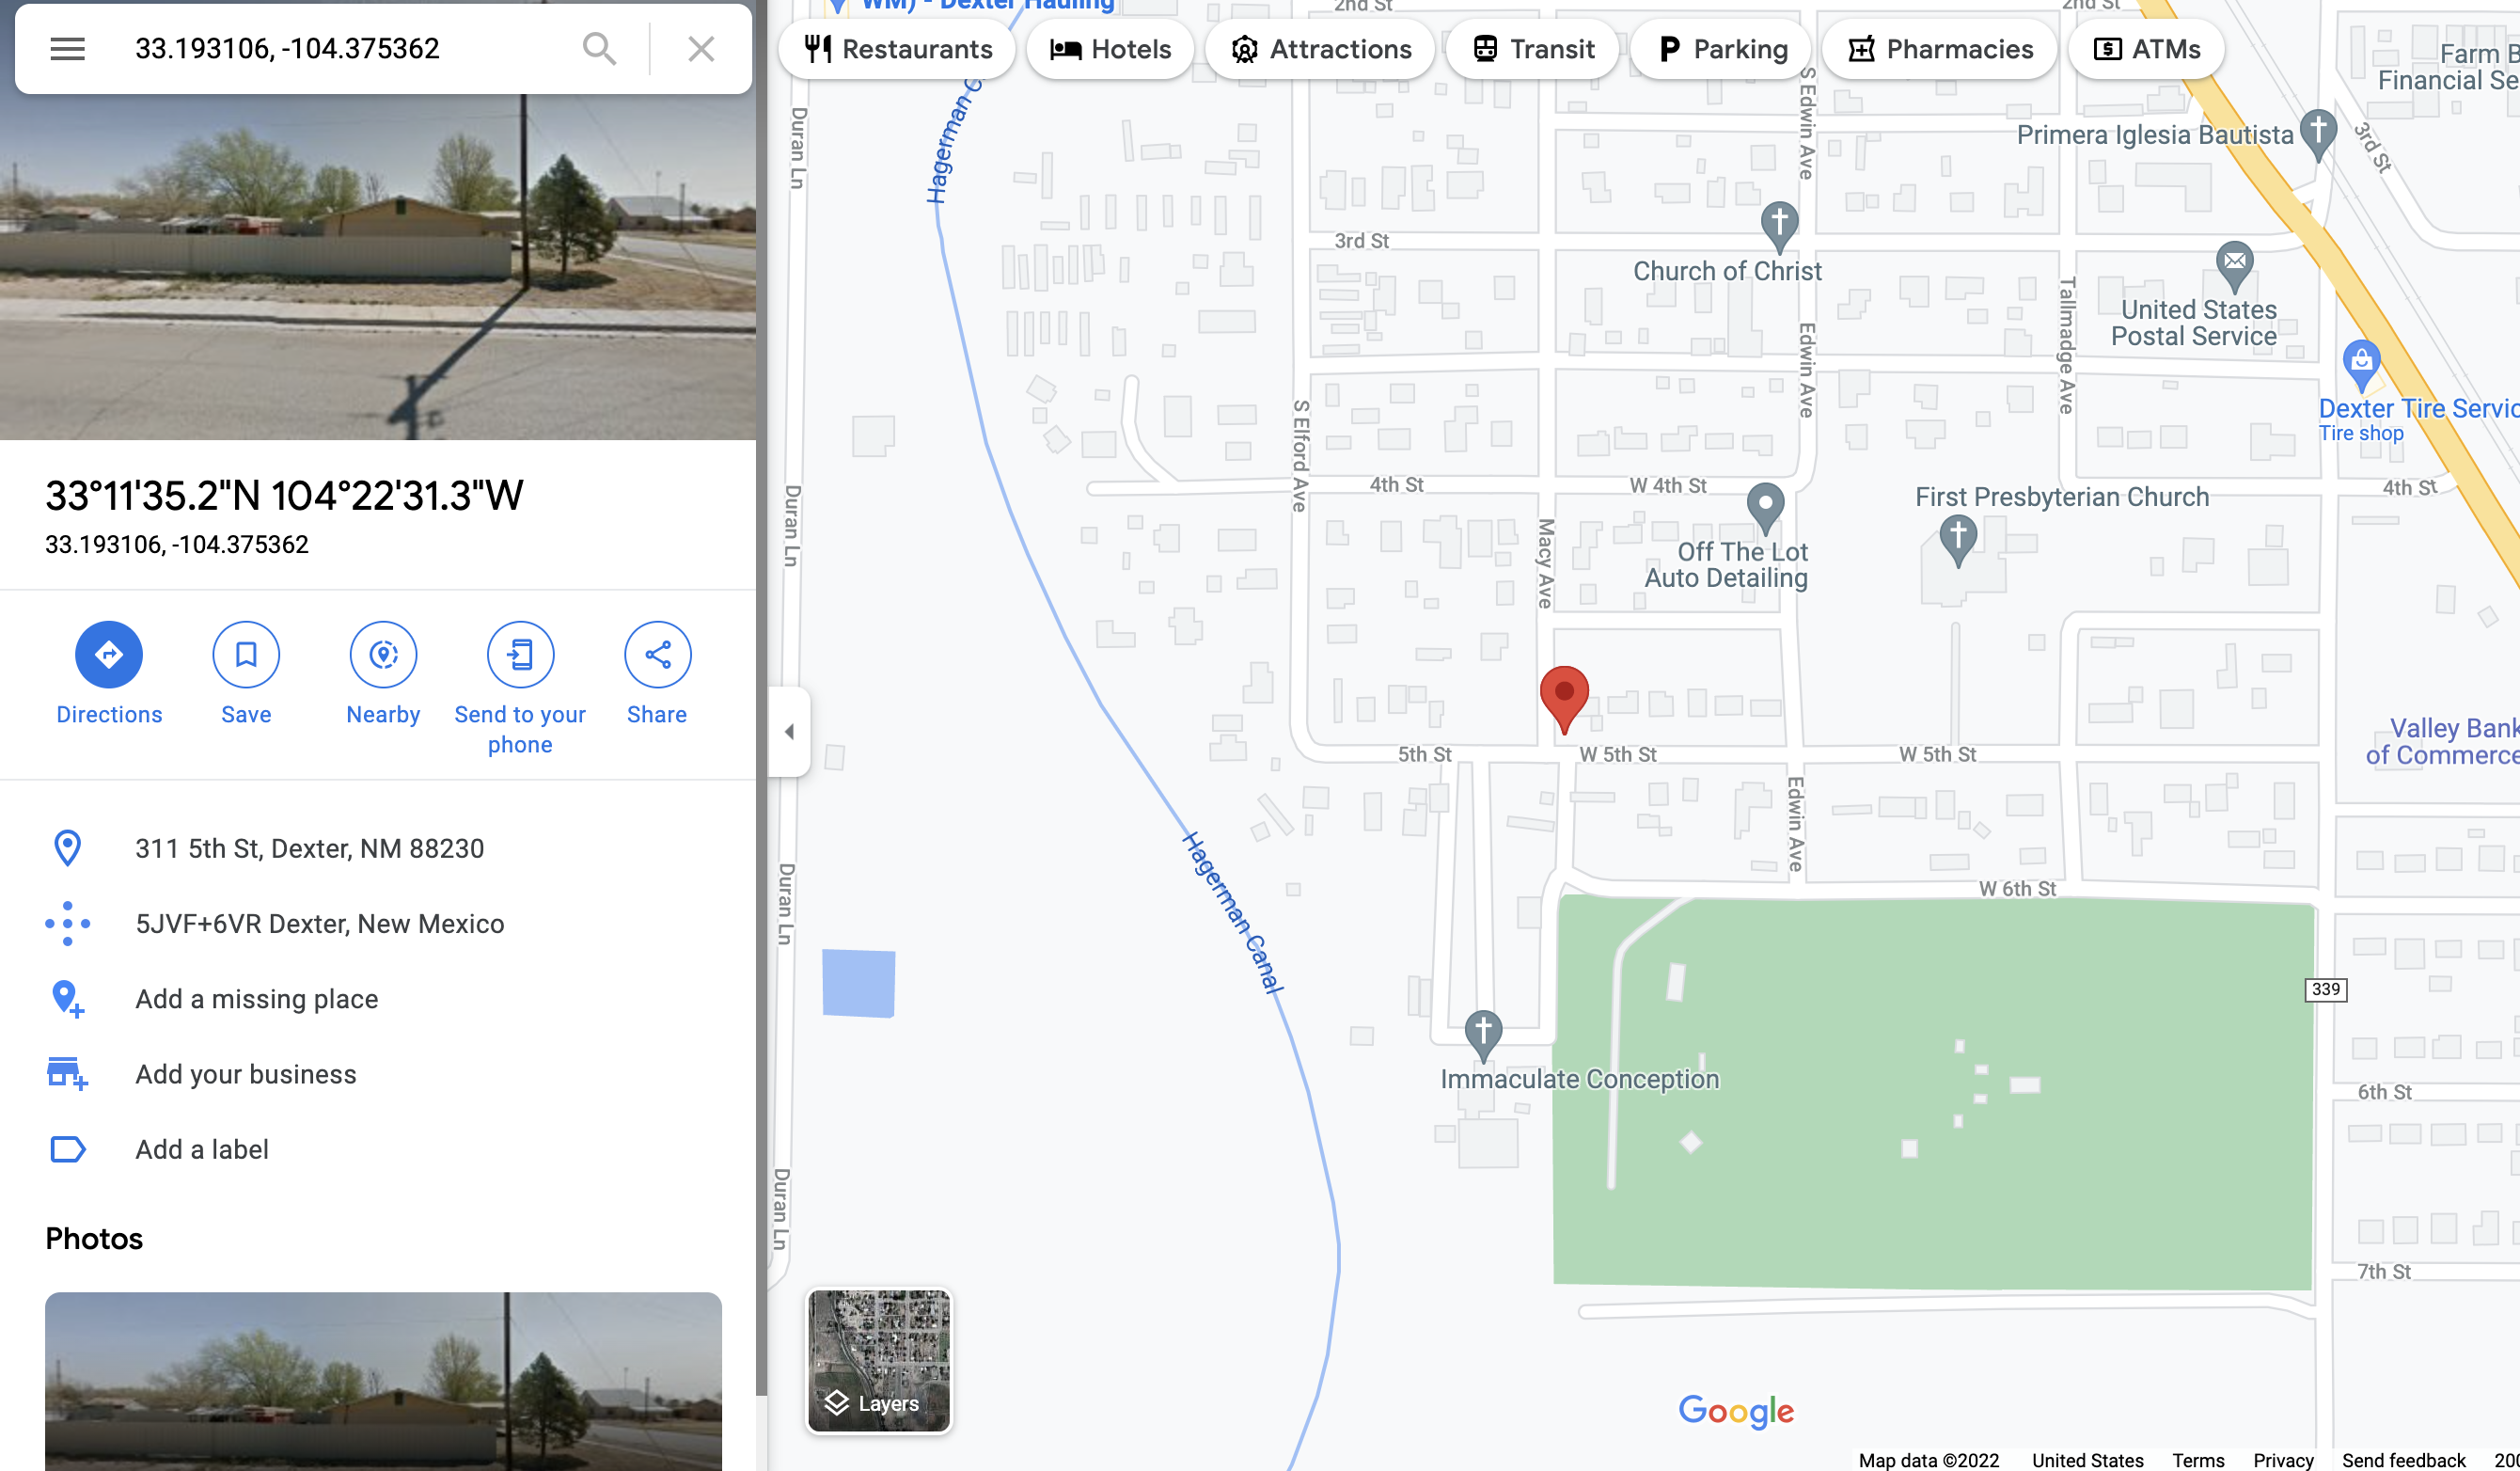 33.193106, -104.375362
33°11'35.2"N 104°22'31.3"W
33.193106, -104.375362
Directions
Save
Nearby
Send to your
phone
Share
311 5th St, Dexter, NM 88230
5JVF+6VR Dexter, New Mexico
Add a missing place
Add your business
Add a label
Photos
WM) - Dexter Hauling
2nd St
2nd St
Restaurants
Hotels
Attractions
Transit
Parking
Pharmacies
ATMs
Farm B
Financial Se
Duran Ln
Hagerman C
S Edwin Ave
Primera Iglesia Bautista
3rd St
3rd St
Church of Christ
United States
Postal Service
Tallmadge Ave
Edwin Ave
Dexter Tire Servic
Tire shop
S Elford Ave
4th St
W 4th St
4th St
First Presbyterian Church
Duran Ln
Macy Ave
Off The Lot
Auto Detailing
Valley Bank
of Commerce
5th St
W 5th St
W 5th St
Edwin Ave
Hagerman Canal
Duran Ln
W 6th St
339
Immaculate Conception
6th St
Duran Ln
7th St
Layers
Google
Map data ©2022
United States
Terms
Privacy
Send feedback
200